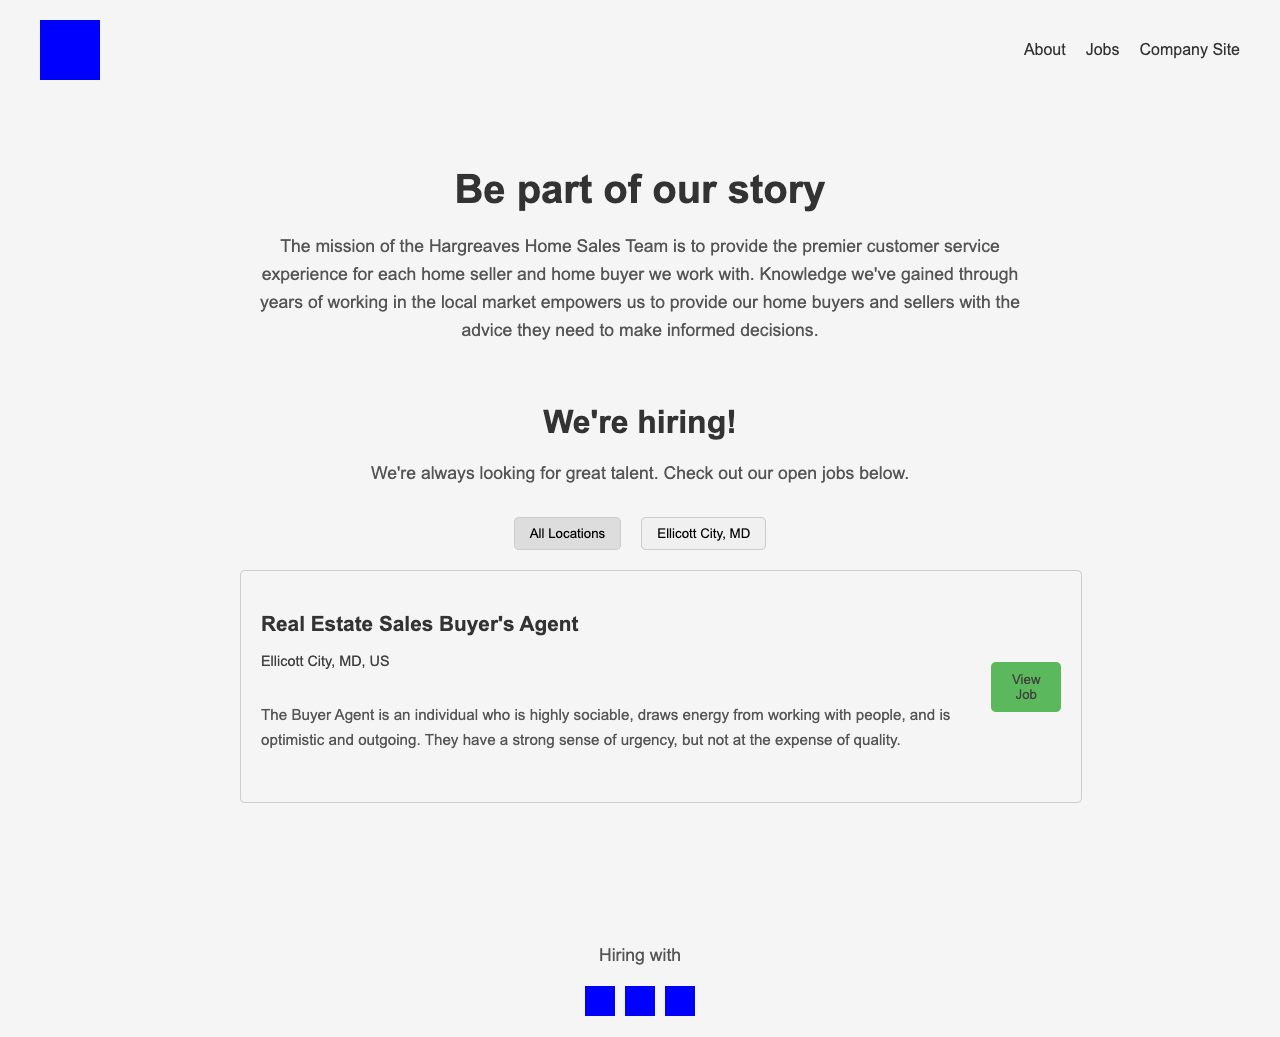 About Jobs Company Site
Be part of our story
The mission of the Hargreaves Home Sales Team is to provide the premier customer service
experience for each home seller and home buyer we work with. Knowledge we've gained through
years of working in the local market empowers us to provide our home buyers and sellers with the
advice they need to make informed decisions.
We're hiring!
We're always looking for great talent. Check out our open jobs below.
All Locations Ellicott City, MD
Real Estate Sales Buyer's Agent
Ellicott City, MD, US
The Buyer Agent is an individual who is highly sociable, draws energy from working with people, and is
optimistic and outgoing. They have a strong sense of urgency, but not at the expense of quality.
View
Job
Hiring with